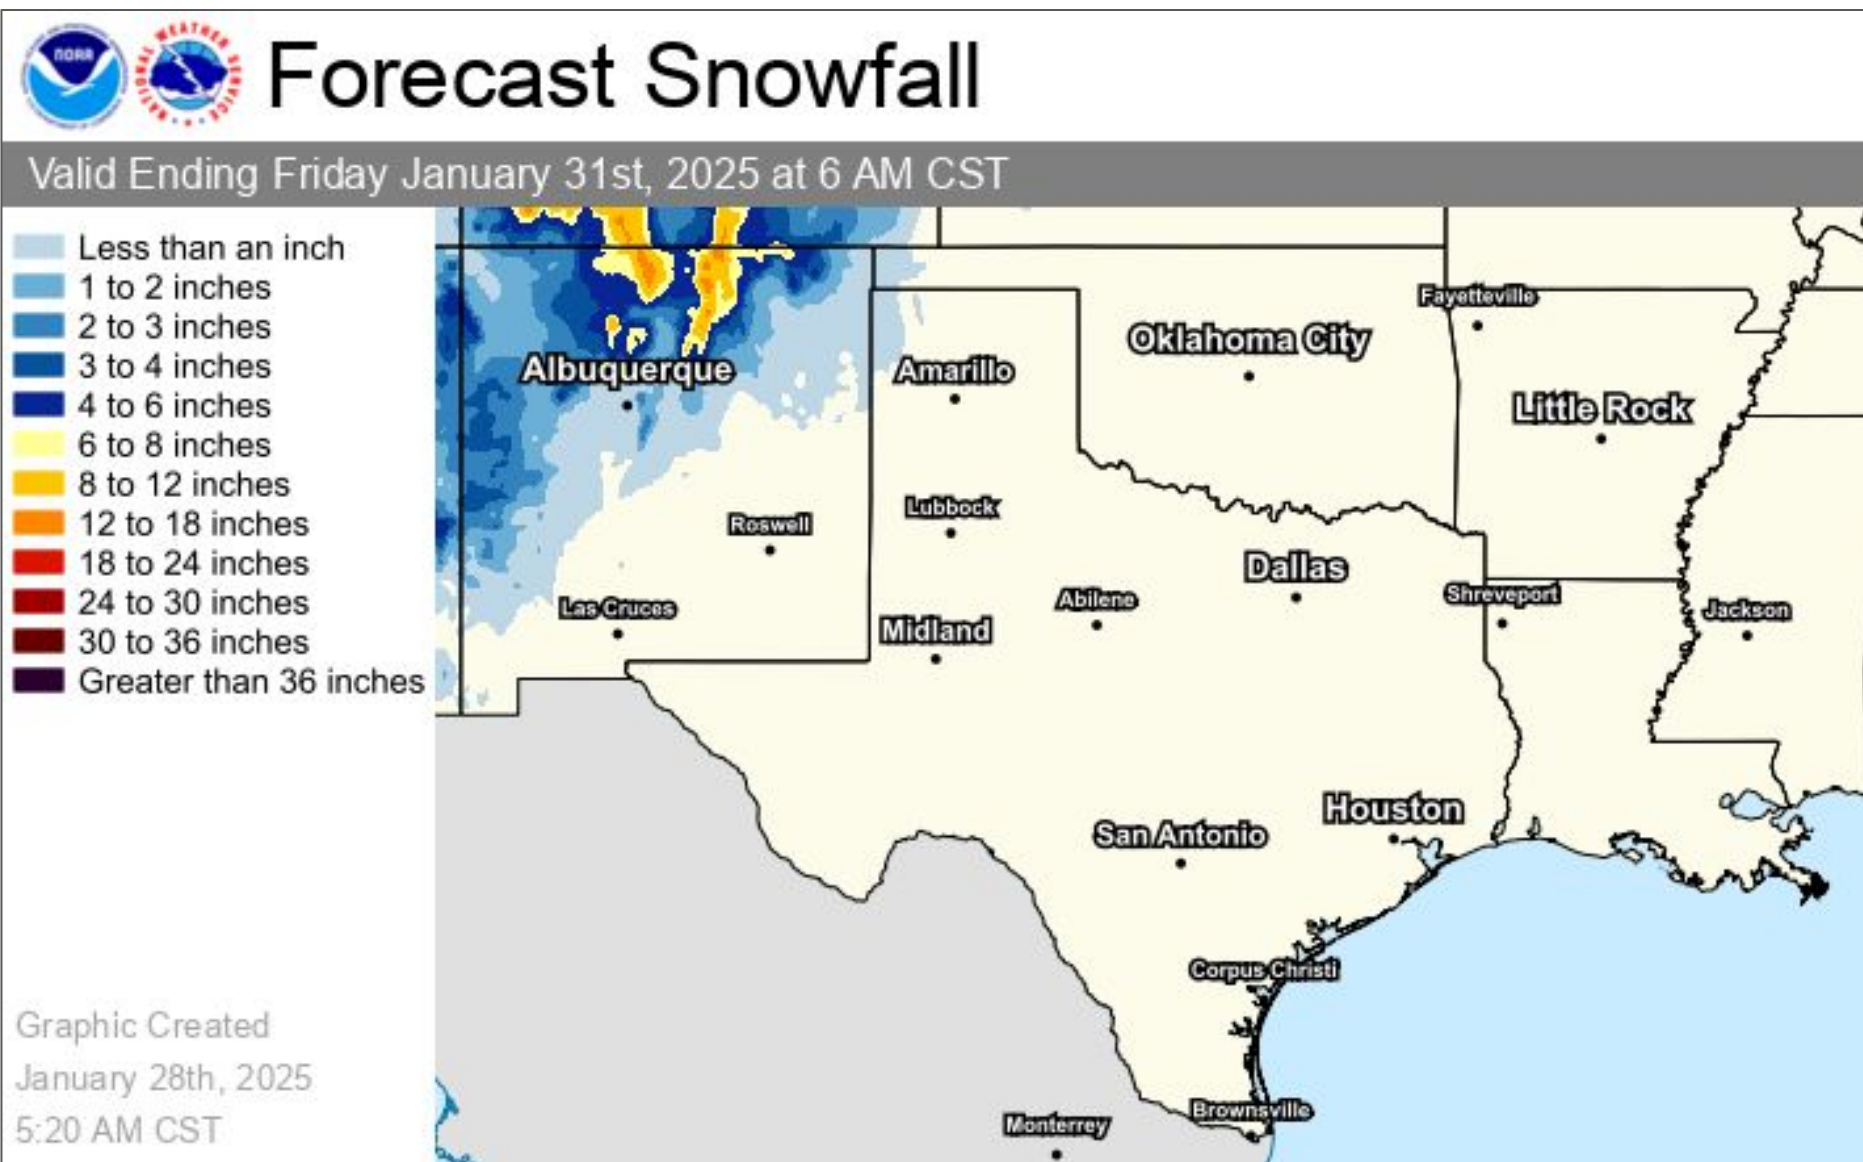 NOAA
NATIONAL WEATHER SERVICE
Forecast Snowfall
Valid Ending Friday January 31st, 2025 at 6 AM CST
Less than an inch
1 to 2 inches
2 to 3 inches
3 to 4 inches
4 to 6 inches
6 to 8 inches
8 to 12 inches
12 to 18 inches
18 to 24 inches
24 to 30 inches
30 to 36 inches
Greater than 36 inches
Graphic Created
January 28th, 2025
5:20 AM CST
Fayetteville
Oklahoma City
Albuquerque
Amarillo
Little Rock
Lubbock
Roswell
Dallas
Shreveport
Abilene
Las Cruces
Jackson
Midland
Houston
San Antonio
Corpus Christi
Brownsville
Monterrey